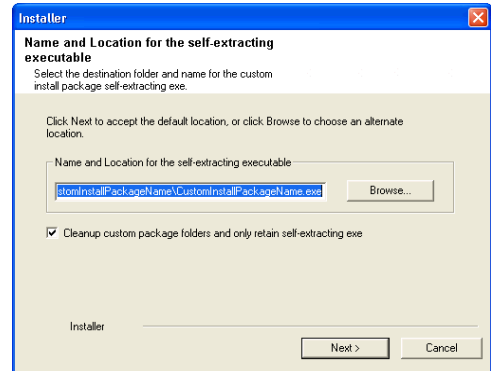 Installer
Name and Location for the self-extracting
executable
Select the destination folder and name for the custom
install package self-extracting exe.
Click Next to accept the default location, or click Browse to choose an alternate
location.
Name and Location for the self-extracting executable
stomInstallPackageName\CustomInstallPackageName.exe
Browse...
Cleanup custom package folders and only retain self-extracting exe
Installer
Next >
Cancel